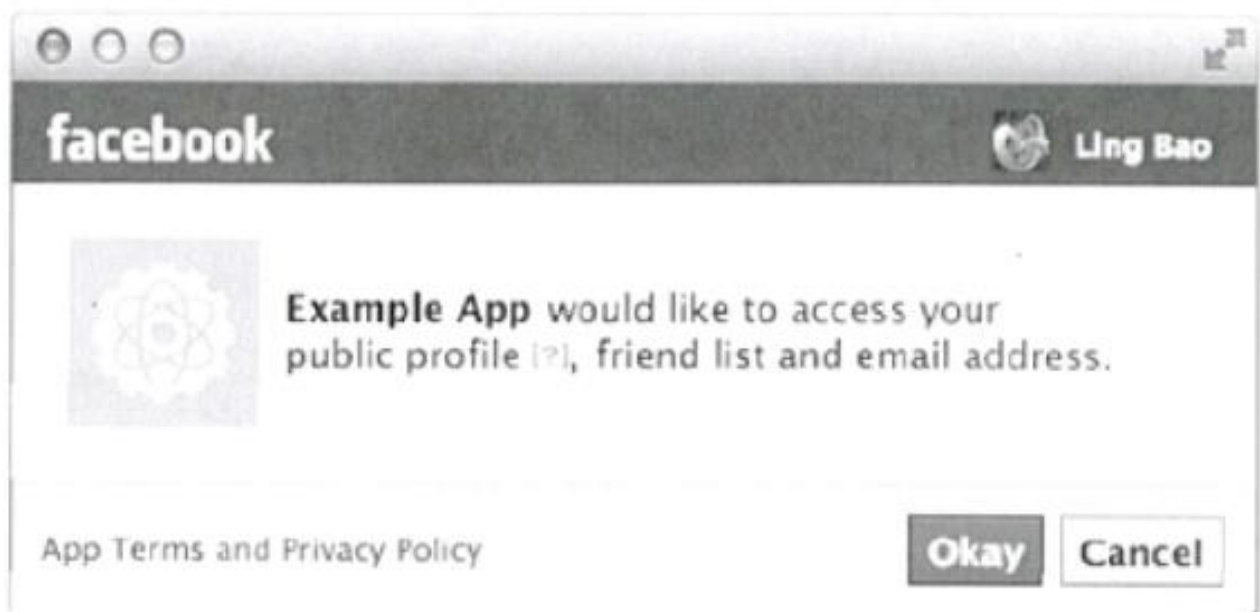 facebook
Ling Bao
Example App would like to access your
public profile [?], friend list and email address.
App Terms and Privacy Policy
Okay
Cancel